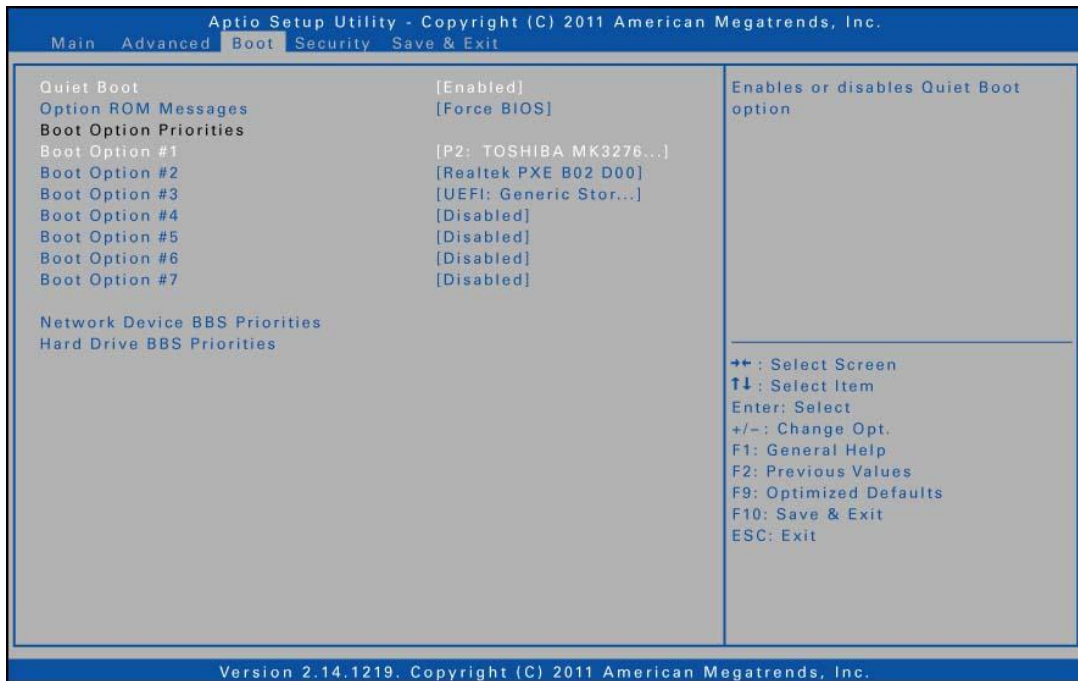 Aptio Setup Utility - Copyright (C) 2011 American Megatrends, Inc.
Main Advanced Boot Security Save & Exit
Quiet Boot [Enabled]
Option ROM Messages [Force BIOS]
Boot Option Priorities
Boot Option #1 [P2: TOSHIBA MK3276...]
Boot Option #2 [Realtek PXE B02 D00]
Boot Option #3 [UEFI: Generic Stor...]
Boot Option #4 [Disabled]
Boot Option #5 [Disabled]
Boot Option #6 [Disabled]
Boot Option #7 [Disabled]
Network Device BBS Priorities
Hard Drive BBS Priorities
Enables or disables Quiet Boot
option
→← : Select Screen
↑↓ : Select Item
Enter: Select
+/– : Change Opt.
F1: General Help
F2: Previous Values
F9: Optimized Defaults
F10: Save & Exit
ESC: Exit
Version 2.14.1219. Copyright (C) 2011 American Megatrends, Inc.